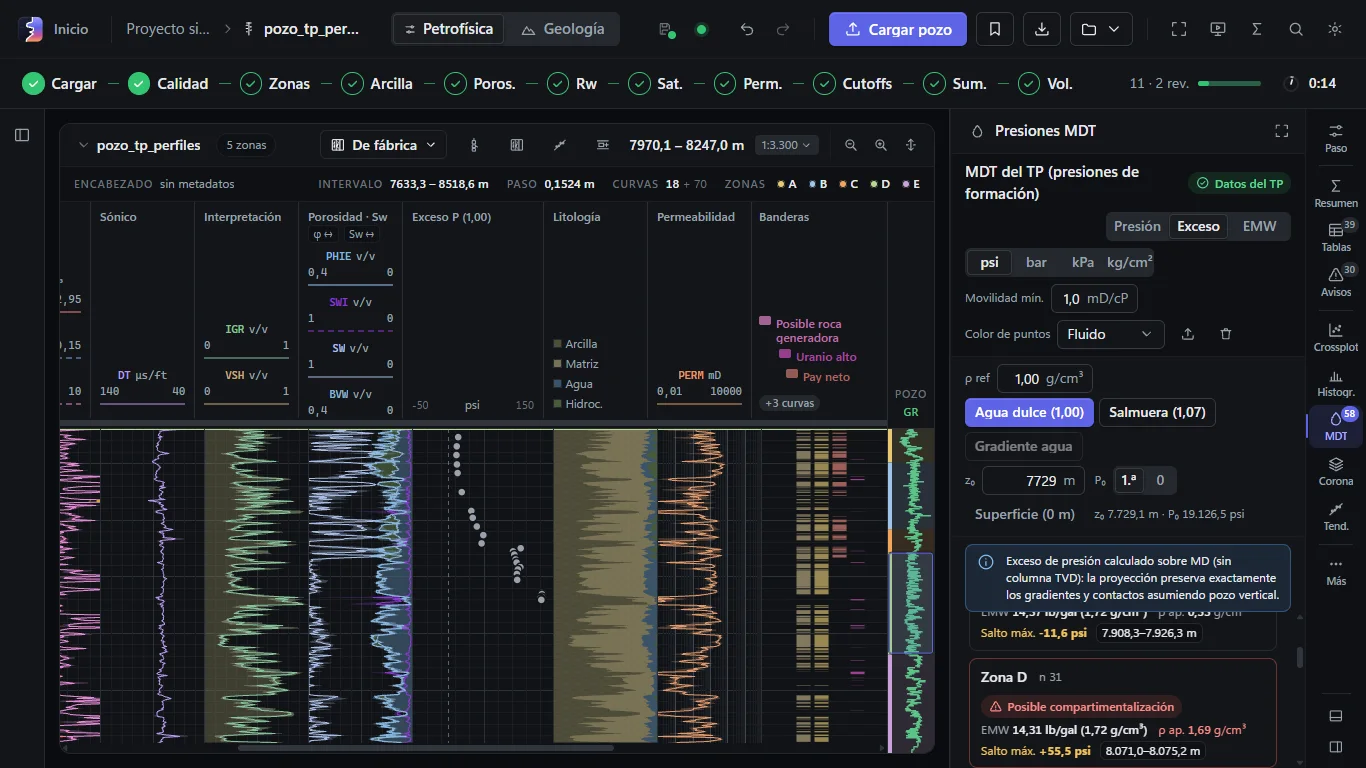 Inicio
Proyecto si...
pozo_tp_per...
Petrofísica
Geología
Cargar pozo
Cargar
Calidad
Zonas
Arcilla
Poros.
Rw
Sat.
Perm.
Cutoffs
Sum.
Vol.
11 · 2 rev.
0:14
pozo_tp_perfiles
5 zonas
De fábrica
7970,1 – 8247,0 m
1:3.300
ENCABEZADO sin metadatos
INTERVALO 7633,3 – 8518,6 m
PASO 0,1524 m
CURVAS 18 + 70
ZONAS A B C D E
Sónico
Interpretación
Porosidad · Sw
Exceso P (1,00)
Litología
Permeabilidad
Banderas
φ↔ Sw↔
PHIE v/v
0,4 0
SWI v/v
1 0
SW v/v
1 0
BVW v/v
0,4 0
2,95
0,15
10
DT µs/ft
140 40
IGR v/v
0 1
VSH v/v
0 1
-50 psi 150
Arcilla
Matriz
Agua
Hidroc.
PERM mD
0,01 10000
Posible roca
generadora
Uranio alto
Pay neto
+3 curvas
POZO
GR
Presiones MDT
MDT del TP (presiones de
formación)
Datos del TP
Presión
Exceso
EMW
psi
bar
kPa
kg/cm²
Movilidad mín.
1,0 mD/cP
Color de puntos
Fluido
ρ ref
1,00 g/cm³
Agua dulce (1,00)
Salmuera (1,07)
Gradiente agua
z₀
7729 m
P₀
1.ª
0
Superficie (0 m)
z₀ 7.729,1 m · P₀ 19.126,5 psi
Exceso de presión calculado sobre MD (sin
columna TVD): la proyección preserva exactamente
los gradientes y contactos asumiendo pozo vertical.
Salto máx. -11,6 psi
7.908,3–7.926,3 m
Zona D n 31
Posible compartimentalización
EMW 14,31 lb/gal (1,72 g/cm³) ρ ap. 1,69 g/cm³
Salto máx. +55,5 psi
8.071,0–8.075,2 m
Paso
Resumen
39
Tablas
30
Avisos
Crossplot
Histogr.
58
MDT
Corona
Tend.
Más